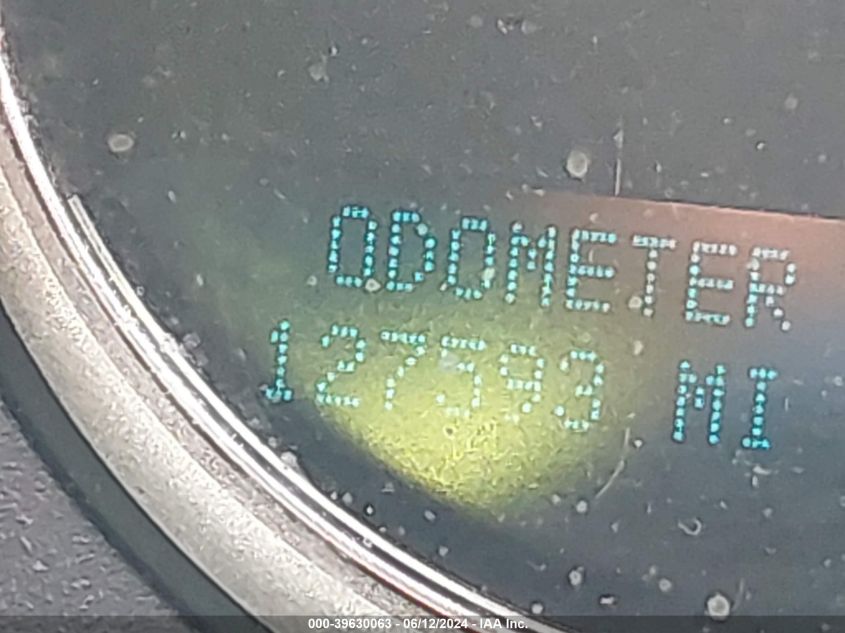 ODOMETER
127593 MI
000-39630063 - 06/12/2024 - IAA Inc.